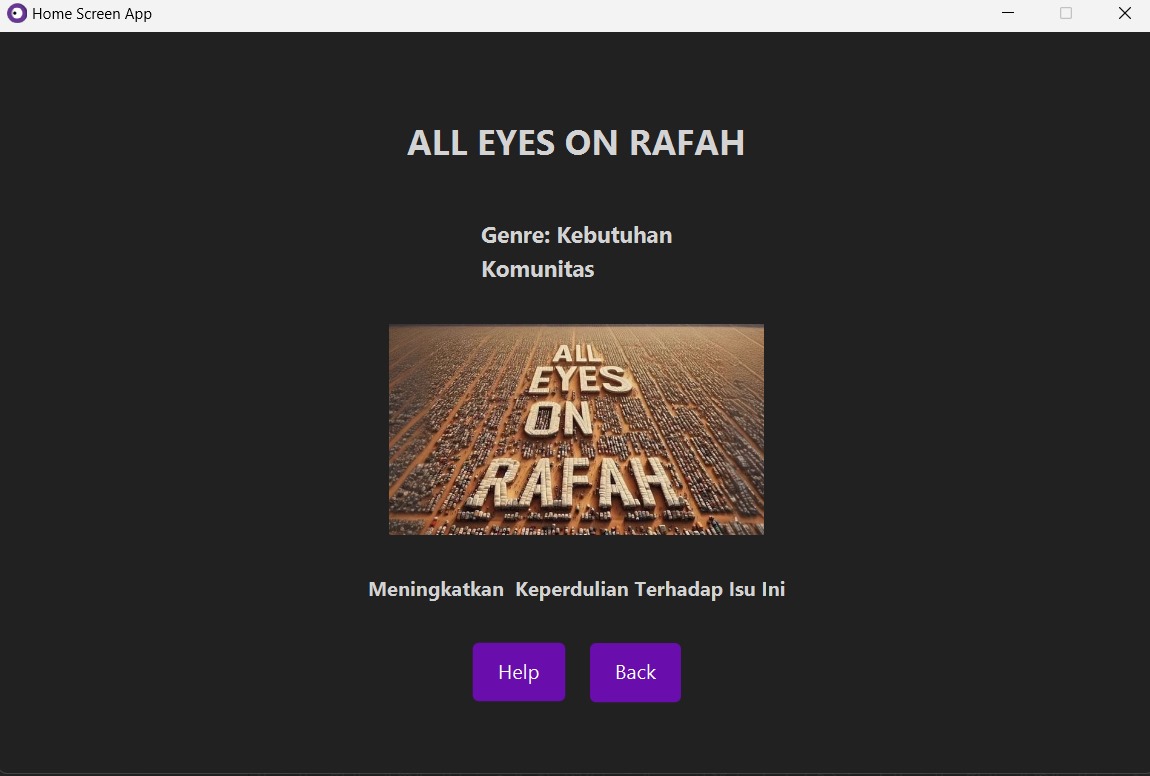 Home Screen App
ALL EYES ON RAFAH
Genre: Kebutuhan
Komunitas
ALL
EYES
ON
RAFAH
Meningkatkan  Keperdulian Terhadap Isu Ini
Help
Back